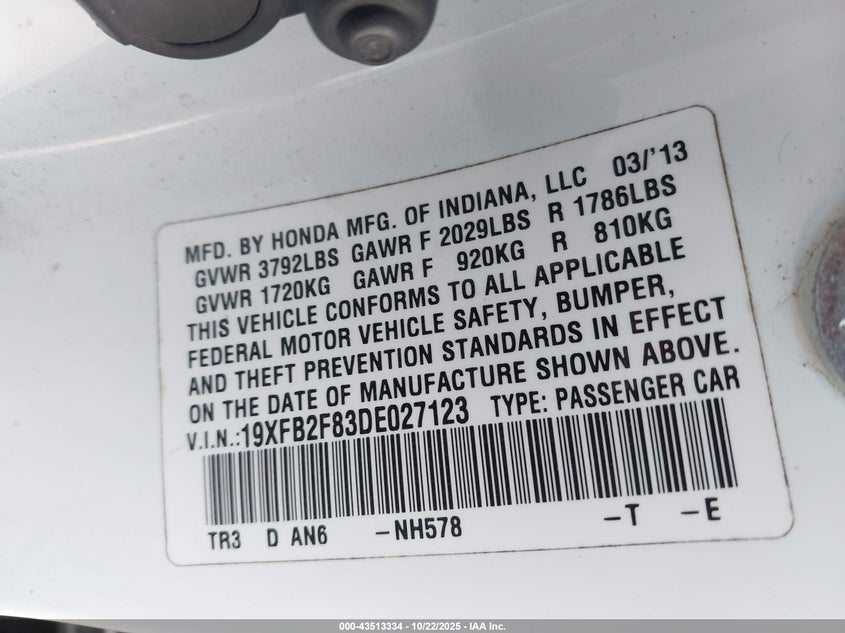 MFD. BY HONDA MFG. OF INDIANA, LLC 03/'13
GVWR 3792LBS GAWR F 2029LBS R 1786LBS
GVWR 1720KG GAWR F 920KG R 810KG
THIS VEHICLE CONFORMS TO ALL APPLICABLE
FEDERAL MOTOR VEHICLE SAFETY, BUMPER,
AND THEFT PREVENTION STANDARDS IN EFFECT
ON THE DATE OF MANUFACTURE SHOWN ABOVE.
V.I.N.:19XFB2F83DE027123 TYPE: PASSENGER CAR
TR3 D AN6 -NH578 -T -E
000-43513334 - 10/22/2025 - IAA Inc.